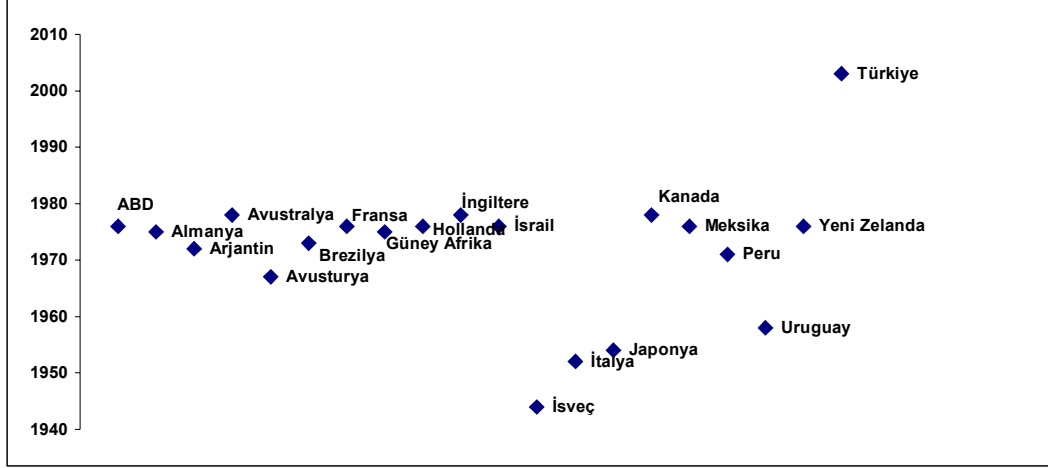 2010
2000
1990
1980
1970
1960
1950
1940
ABD
Almanya
Arjantin
Avustralya
Avusturya
Brezilya
Fransa
Güney Afrika
Hollanda
İngiltere
İsrail
İsveç
İtalya
Japonya
Kanada
Meksika
Peru
Uruguay
Yeni Zelanda
Türkiye